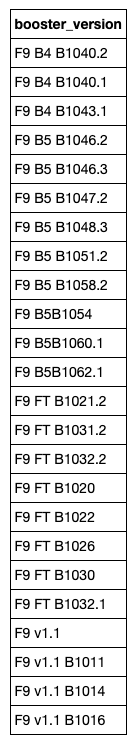 booster_version
F9 B4 B1040.2
F9 B4 B1040.1
F9 B4 B1043.1
F9 B5 B1046.2
F9 B5 B1046.3
F9 B5 B1047.2
F9 B5 B1048.3
F9 B5 B1051.2
F9 B5 B1058.2
F9 B5B1054
F9 B5B1060.1
F9 B5B1062.1
F9 FT B1021.2
F9 FT B1031.2
F9 FT B1032.2
F9 FT B1020
F9 FT B1022
F9 FT B1026
F9 FT B1030
F9 FT B1032.1
F9 v1.1
F9 v1.1 B1011
F9 v1.1 B1014
F9 v1.1 B1016